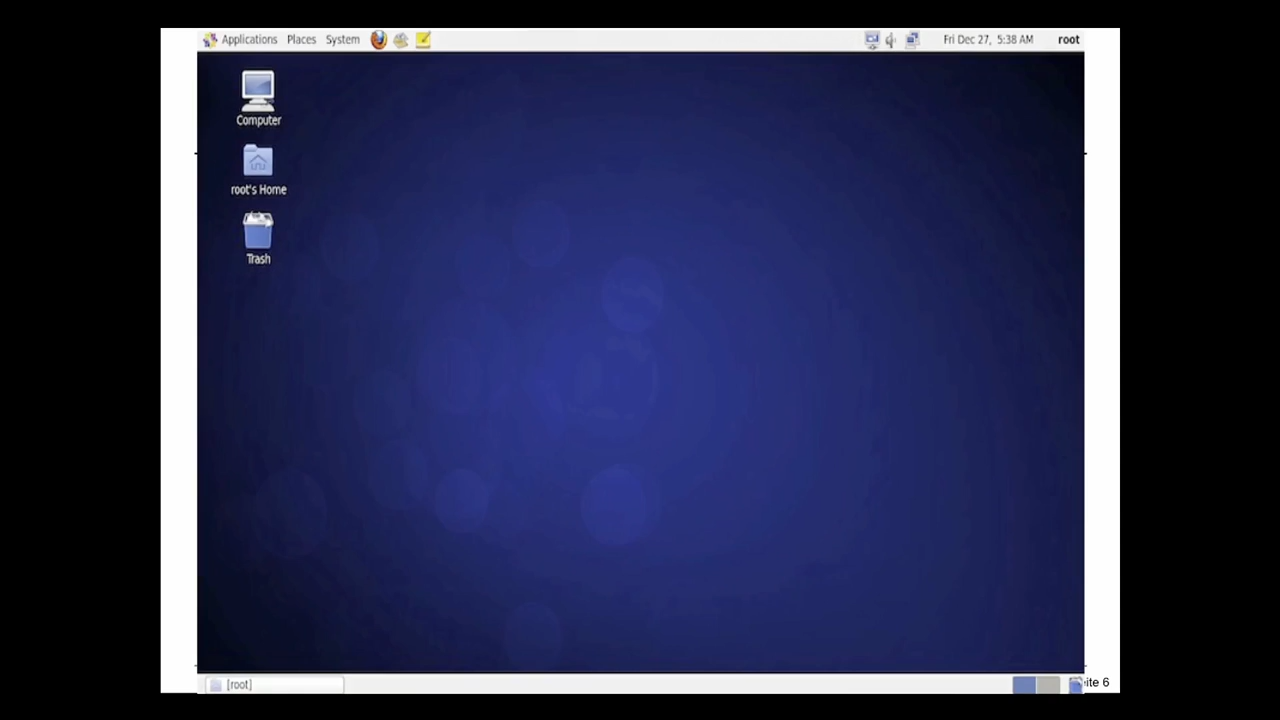 Applications Places System Fri Dec 27, 5:38 AM root
Computer
root's Home
Trash
[root]
ite 6